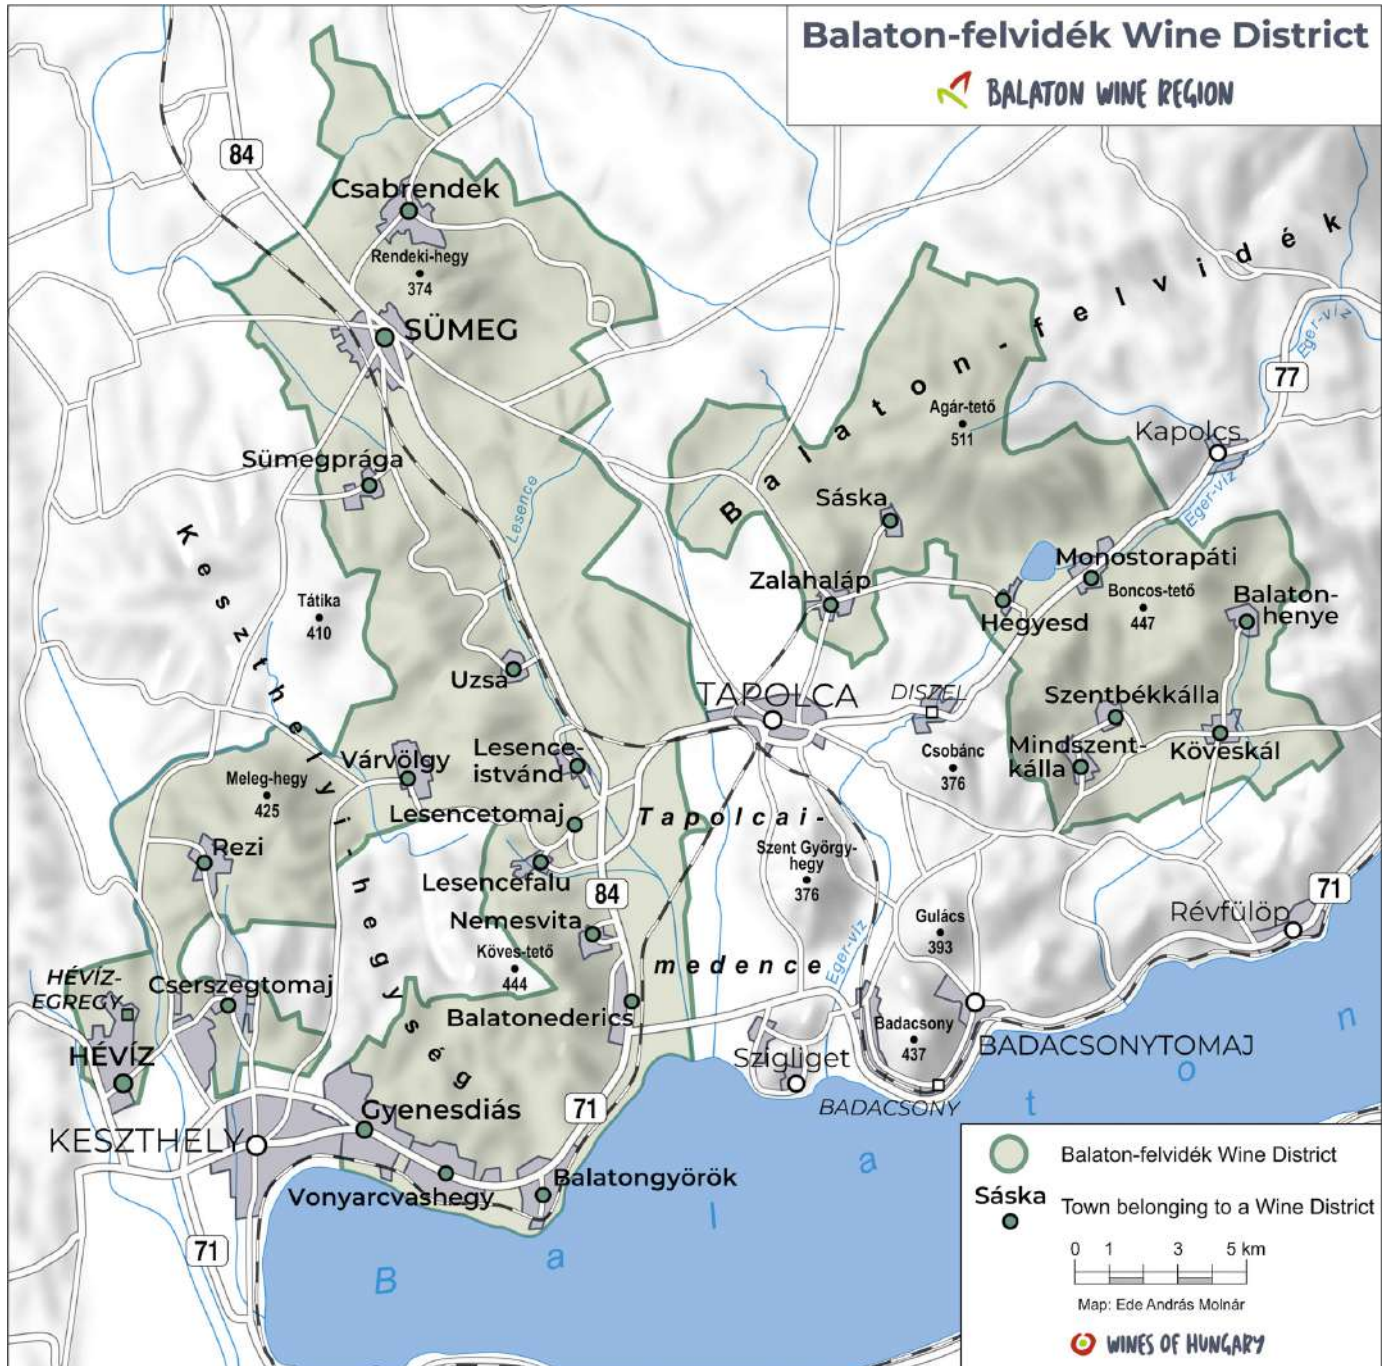 Balaton-felvidék Wine District
BALATON WINE REGION
84
Csabrendek
Rendeki-hegy
374
SÜMEG
Balaton-felvidék
Eger-víz
77
Agár-tető
511
Kapolcs
Eger-víz
Sümegprága
Lesence
Sáska
Keszthelyi-hegység
Tátika
410
Zalahaláp
Monostorapáti
Boncos-tető
447
Balaton-
henye
Hegyesd
Uzsa
TAPOLCA
DISZEL
Szentbékkálla
Mindszent-
kálla
Köveskál
Csobánc
376
Várvölgy
Lesence-
istvánd
Meleg-hegy
425
Lesencetomaj
Tapolcai-
medence
Szent György-
hegy
376
Rezi
Lesencefalu
84
71
Révfülöp
Nemesvita
Gulács
393
Köves-tető
444
Eger-víz
HÉVÍZ-
EGREGY
Cserszegtomaj
Balatonederics
Badacsony
437
HÉVÍZ
Szigliget
BADACSONYTOMAJ
BADACSONY
Gyenesdiás
71
KESZTHELY
Vonyarcvashegy
Balatongyörök
71
Balaton
Balaton-felvidék Wine District
Sáska
Town belonging to a Wine District
0 1 3 5 km
Map: Ede András Molnár
WINES OF HUNGARY